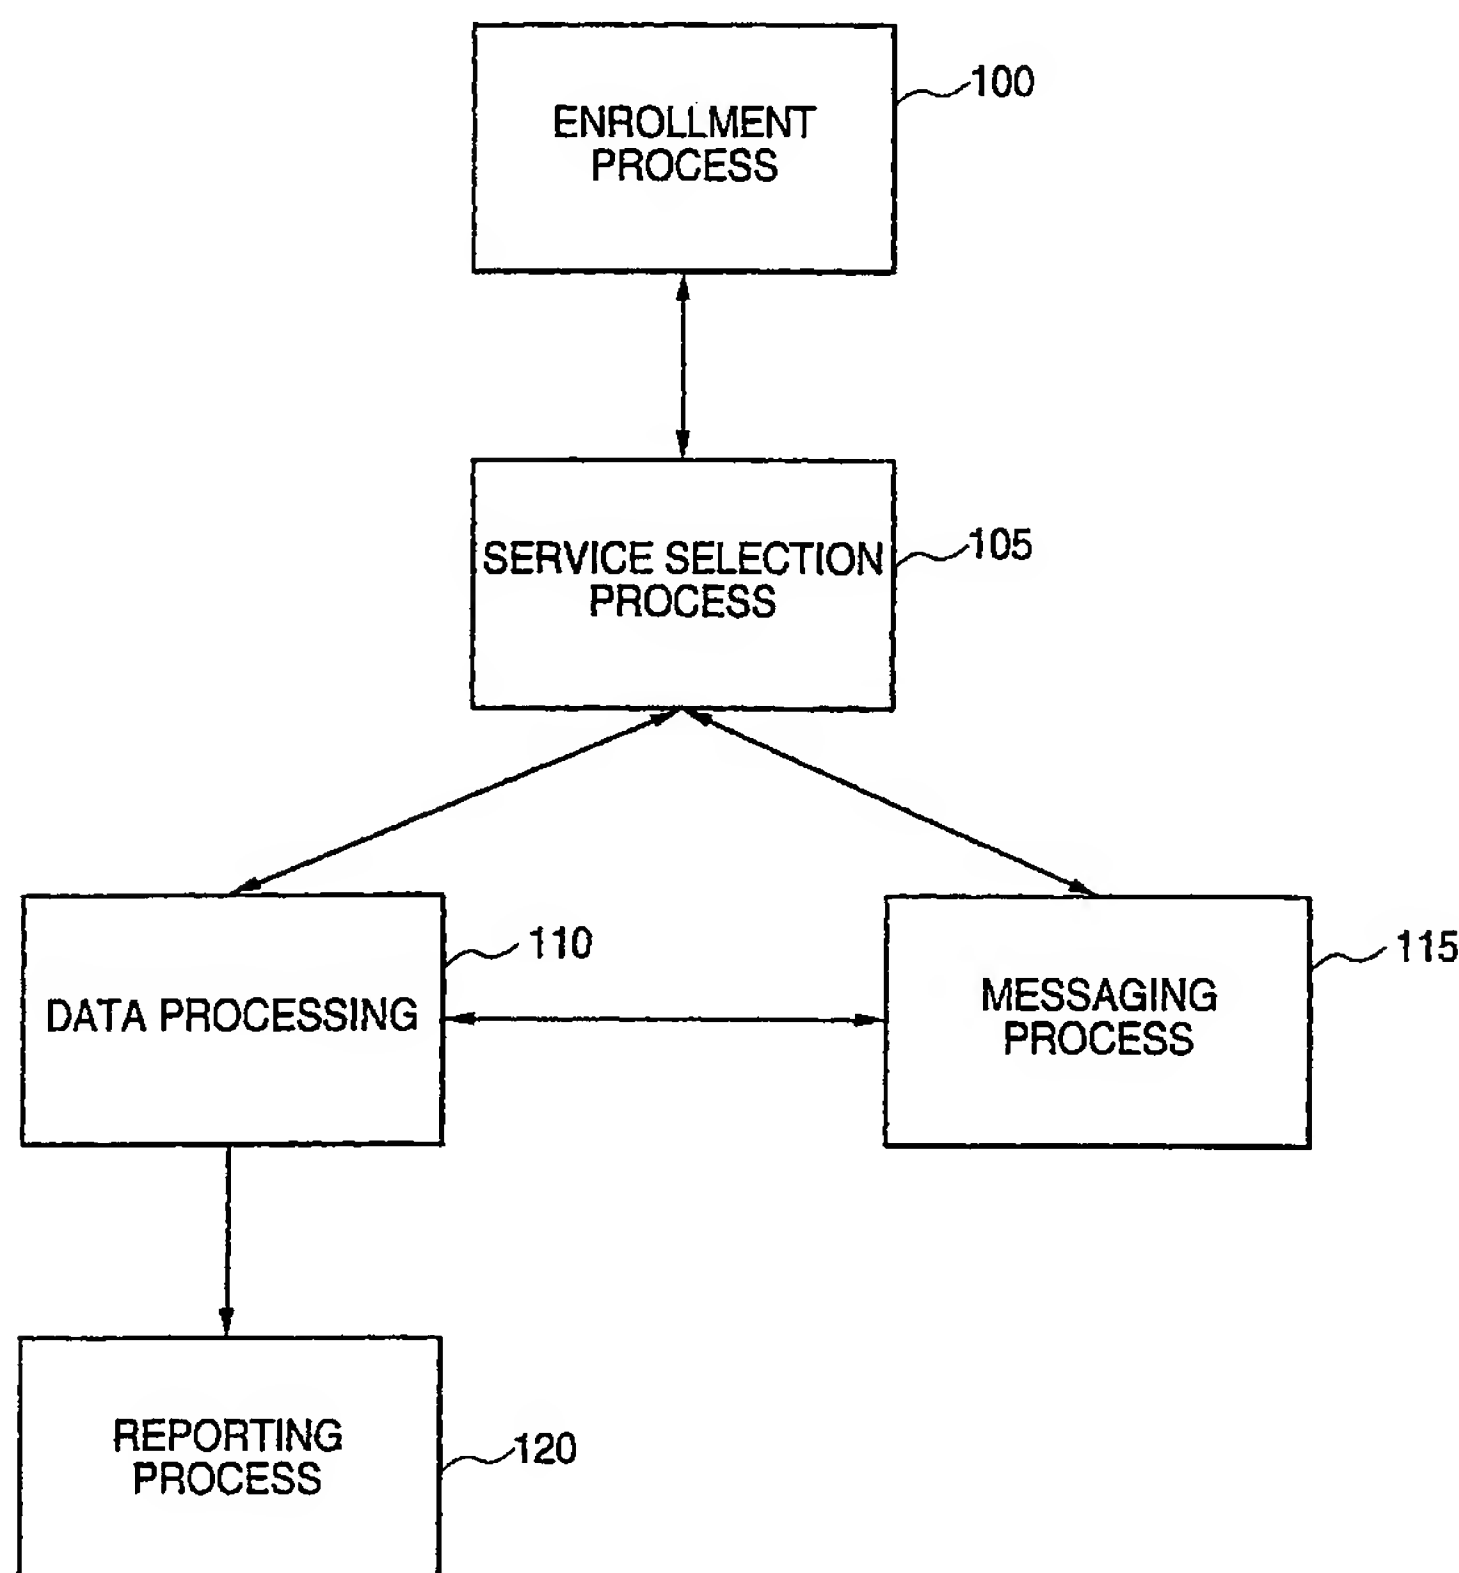 ENROLLMENT
PROCESS
100
SERVICE SELECTION
PROCESS
105
DATA PROCESSING
110
MESSAGING
PROCESS
115
REPORTING
PROCESS
120